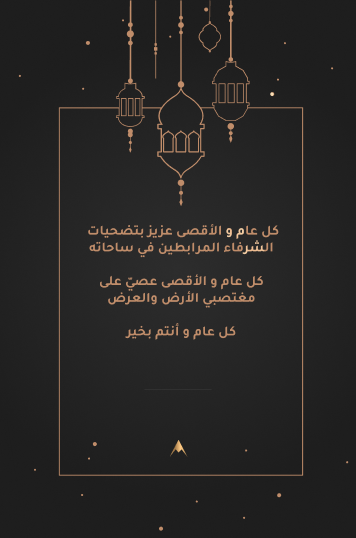 كل عام و الأقصى عزيز بتضحيات
الشرفاء المرابطين في ساحاته
كل عام و الأقصى عصيّ على
مغتصبي الأرض والعرض
كل عام و أنتم بخير